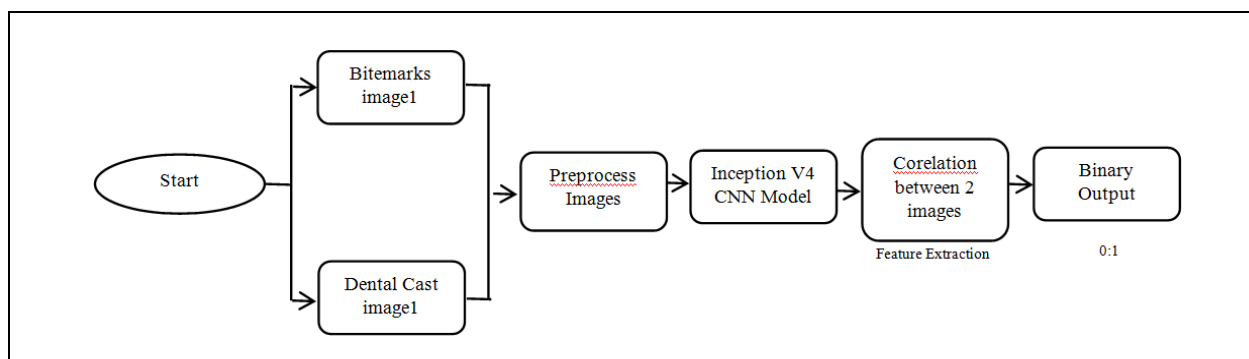 Start
Bitemarks
image1
Dental Cast
image1
Preprocess
Images
Inception V4
CNN Model
Corelation
between 2
images
Feature Extraction
Binary
Output
0:1